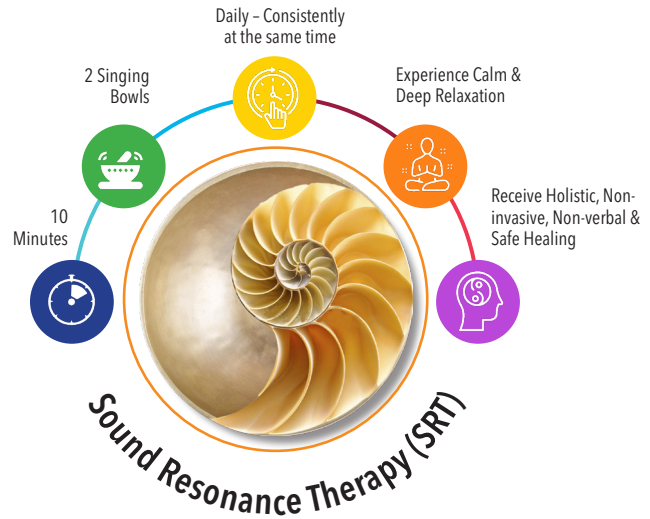 Daily – Consistently
at the same time
2 Singing
Bowls
Experience Calm &
Deep Relaxation
10
Minutes
Receive Holistic, Non-
invasive, Non-verbal &
Safe Healing
Sound Resonance Therapy (SRT)